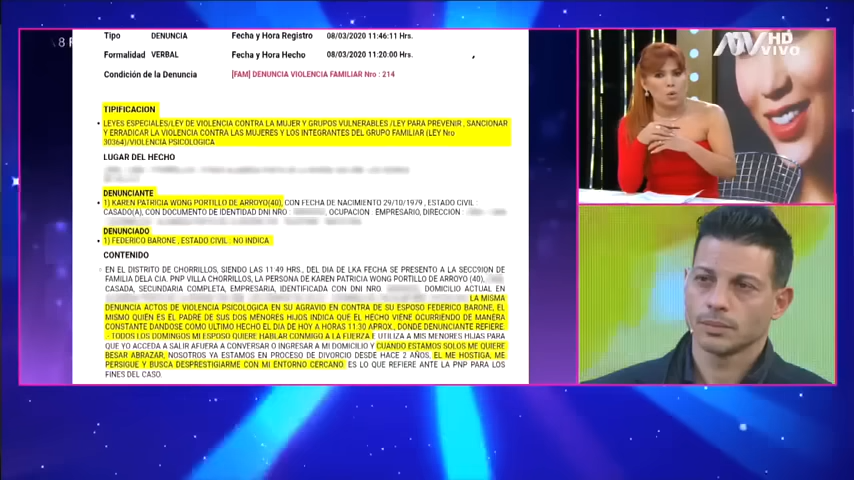 8 F
ATV HD
VIVO
Tipo DENUNCIA Fecha y Hora Registro 08/03/2020 11:46:11 Hrs.
Formalidad VERBAL Fecha y Hora Hecho 08/03/2020 11:20:00 Hrs.
Condición de la Denuncia [FAM] DENUNCIA VIOLENCIA FAMILIAR Nro : 214
TIPIFICACION
• LEYES ESPECIALES/LEY DE VIOLENCIA CONTRA LA MUJER Y GRUPOS VULNERABLES /LEY PARA PREVENIR , SANCIONAR
Y ERRADICAR LA VIOLENCIA CONTRA LAS MUJERES Y LOS INTEGRANTES DEL GRUPO FAMILIAR (LEY Nro
30364)/VIOLENCIA PSICOLOGICA
LUGAR DEL HECHO
DENUNCIANTE
• 1) KAREN PATRICIA WONG PORTILLO DE ARROYO(40), CON FECHA DE NACIMIENTO 29/10/1979 , ESTADO CIVIL :
CASADO(A), CON DOCUMENTO DE IDENTIDAD DNI NRO : , OCUPACION : EMPRESARIO, DIRECCION :
DENUNCIADO
• 1) FEDERICO BARONE , ESTADO CIVIL : NO INDICA
CONTENIDO
EN EL DISTRITO DE CHORRILLOS, SIENDO LAS 11:49 HRS., DEL DIA DE LKA FECHA SE PRESENTO A LA SECC9ION DE
FAMILIA DELA CIA. PNP VILLA CHORRILLOS, LA PERSONA DE KAREN PATRICIA WONG PORTILLO DE ARROYO (40),
CASADA, SECUNDARIA COMPLETA, EMPRESARIA, IDENTIFICADA CON DNI NRO. DOMICILIO ACTUAL EN
LA MISMA
DENUNCIA ACTOS DE VIOLENCIA PSICOLOGICA EN SU AGRAVIO EN CONTRA DE SU ESPOSO FEDERICO BARONE, EL
MISMO QUIÉN ES EL PADRE DE SUS DOS MENORES HIJOS INDICA QUE EL HECHO VIENE OCURRIENDO DE MANERA
CONSTANTE DANDOSE COMO ULTIMO HECHO EL DIA DE HOY A HORAS 11:30 APROX., DONDE DENUNCIANTE REFIERE.
- TODOS LOS DOMINGOS MI ESPOSO QUIERE HABLAR CONMIGO A LA FUERZA E UTILIZA A MIS MENORES HIJAS PARA
QUE YO ACCEDA A SALIR AFUERA A CONVERSAR O INGRESAR A MI DOMICILIO Y CUANDO ESTAMOS SOLOS ME QUIERE
BESAR ABRAZAR, NOSOTROS YA ESTAMOS EN PROCESO DE DIVORCIO DESDE HACE 2 AÑOS, EL ME HOSTIGA, ME
PERSIGUE Y BUSCA DESPRESTIGIARME CON MI ENTORNO CERCANO ES LO QUE REFIERE ANTE LA PNP PARA LOS
FINES DEL CASO.